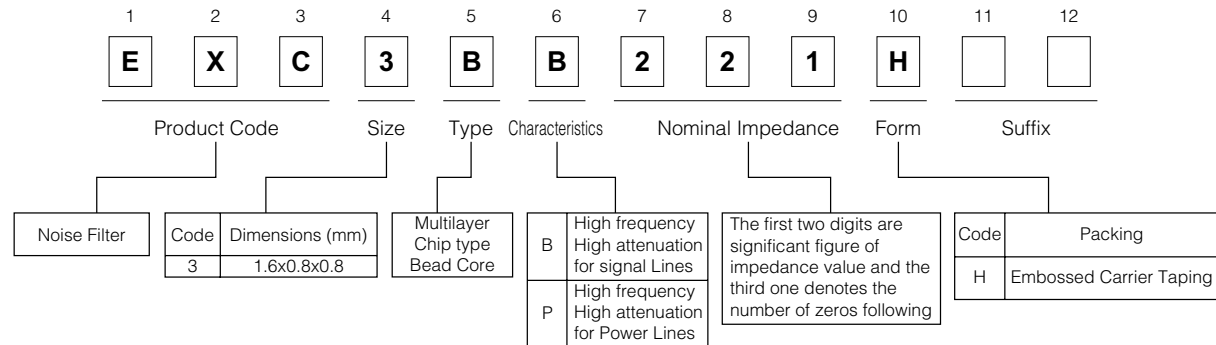 1 2 3 4 5 6 7 8 9 10 11 12
E X C 3 B B 2 2 1 H
Product Code Size Type Characteristics Nominal Impedance Form Suffix
Noise Filter
Code Dimensions (mm)
3 1.6x0.8x0.8
Multilayer
Chip type
Bead Core
B High frequency
High attenuation
for signal Lines
P High frequency
High attenuation
for Power Lines
The first two digits are
significant figure of
impedance value and the
third one denotes the
number of zeros following
Code Packing
H Embossed Carrier Taping